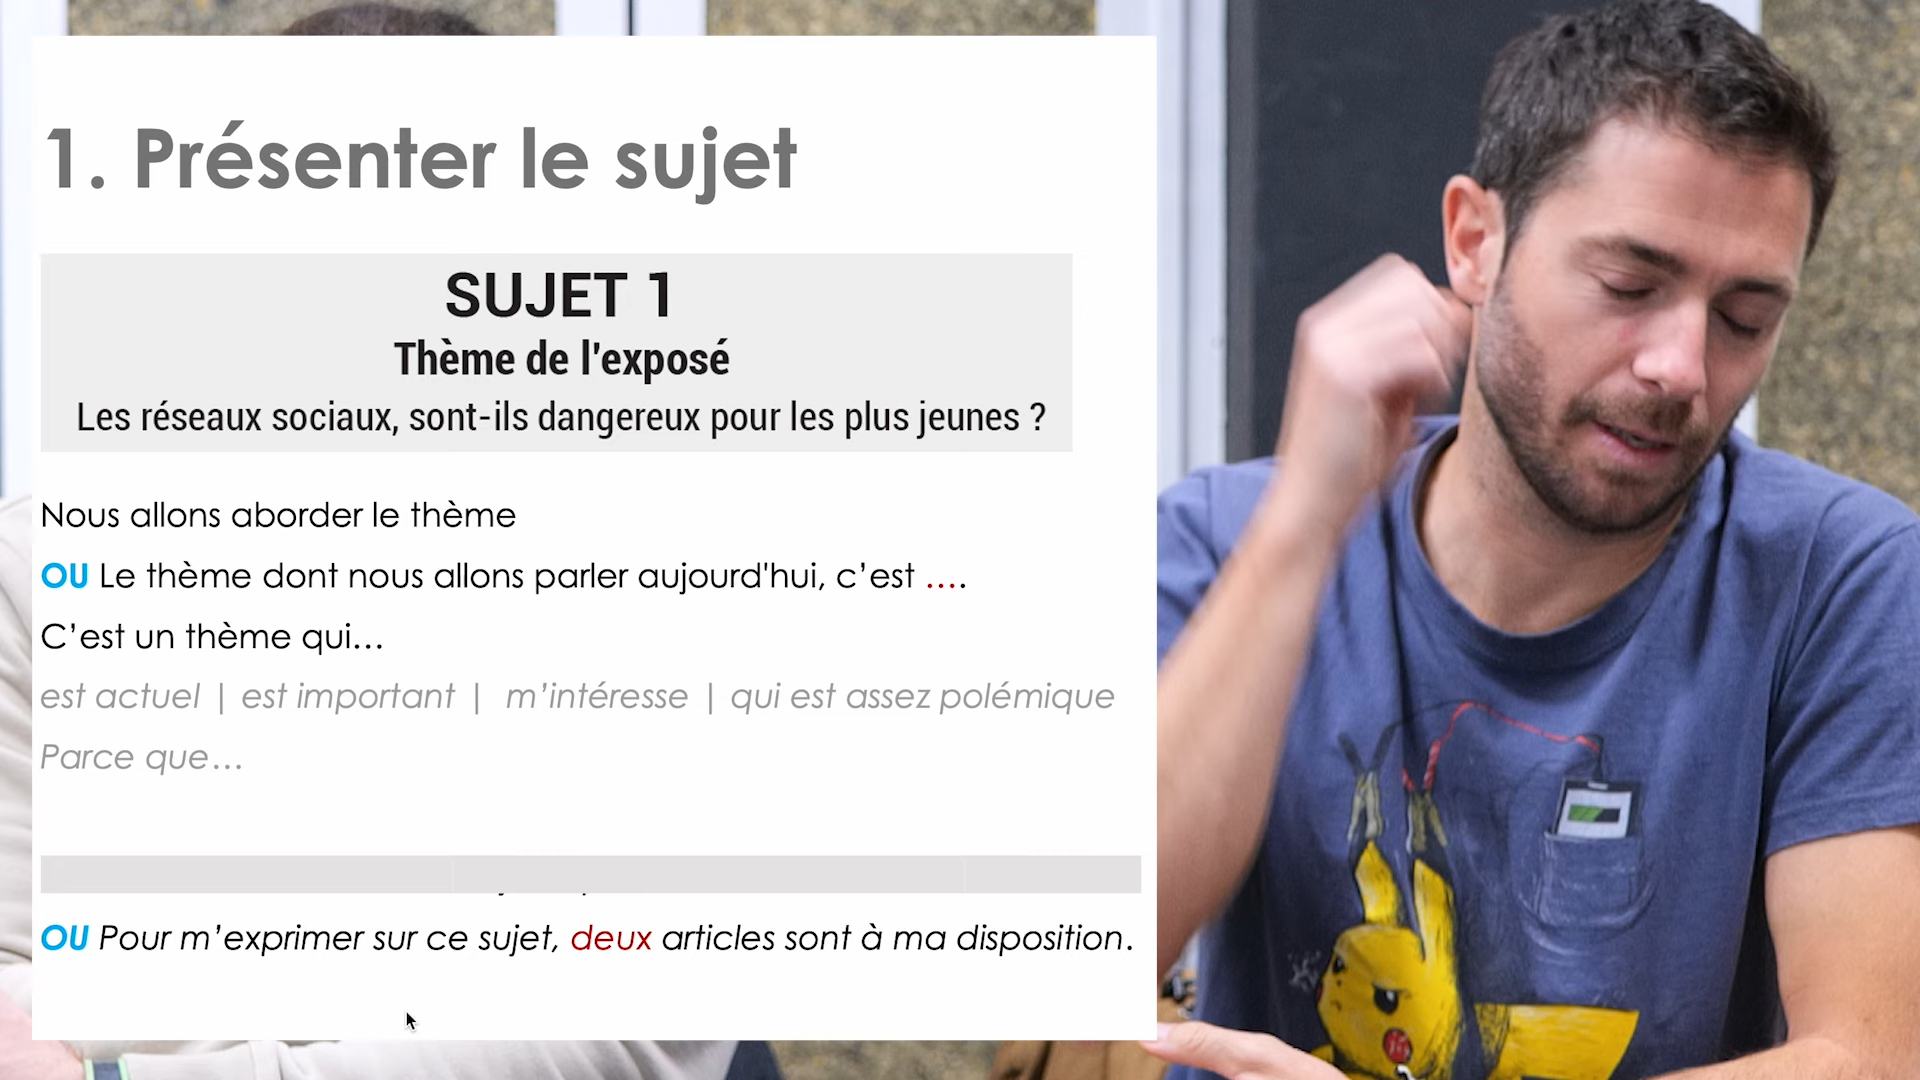 1. Présenter le sujet
SUJET 1
Thème de l'exposé
Les réseaux sociaux, sont-ils dangereux pour les plus jeunes ?
Nous allons aborder le thème
OU Le thème dont nous allons parler aujourd'hui, c’est ....
C’est un thème qui...
est actuel | est important | m’intéresse | qui est assez polémique
Parce que...
OU Pour m’exprimer sur ce sujet, deux articles sont à ma disposition.